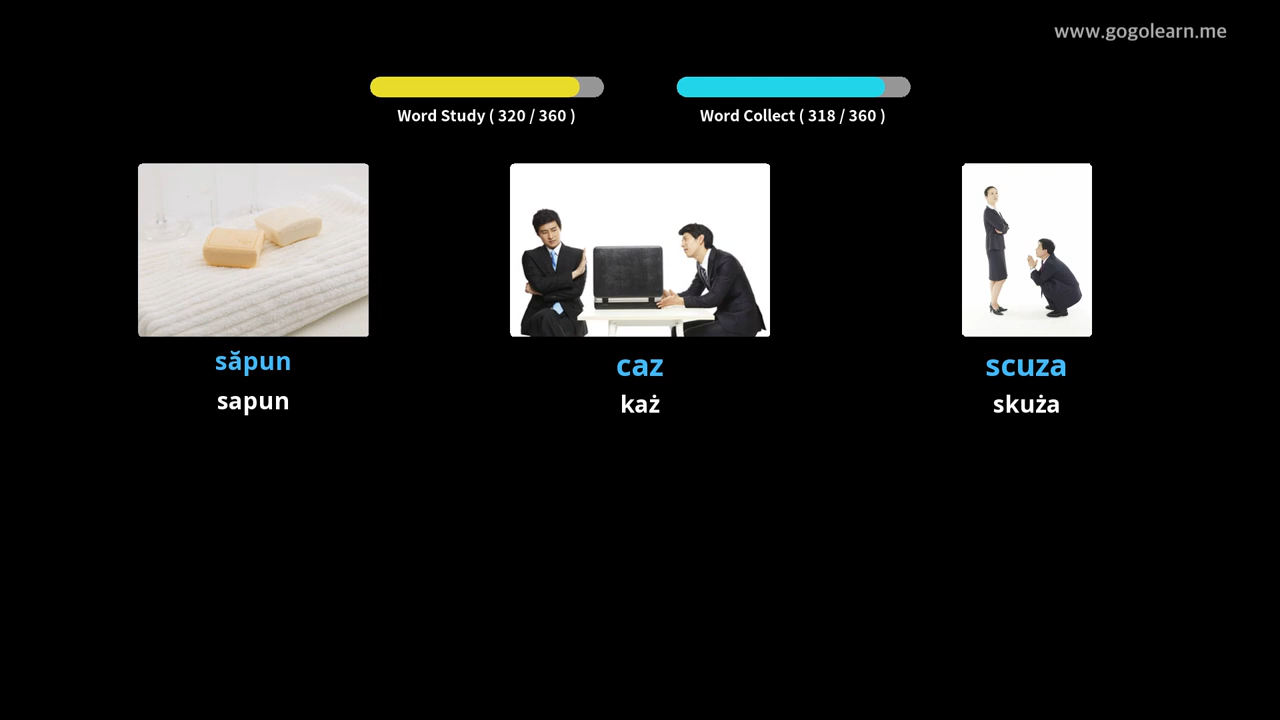 www.gogolearn.me
Word Study ( 320 / 360 )
Word Collect ( 318 / 360 )
săpun
sapun
caz
każ
scuza
skuża